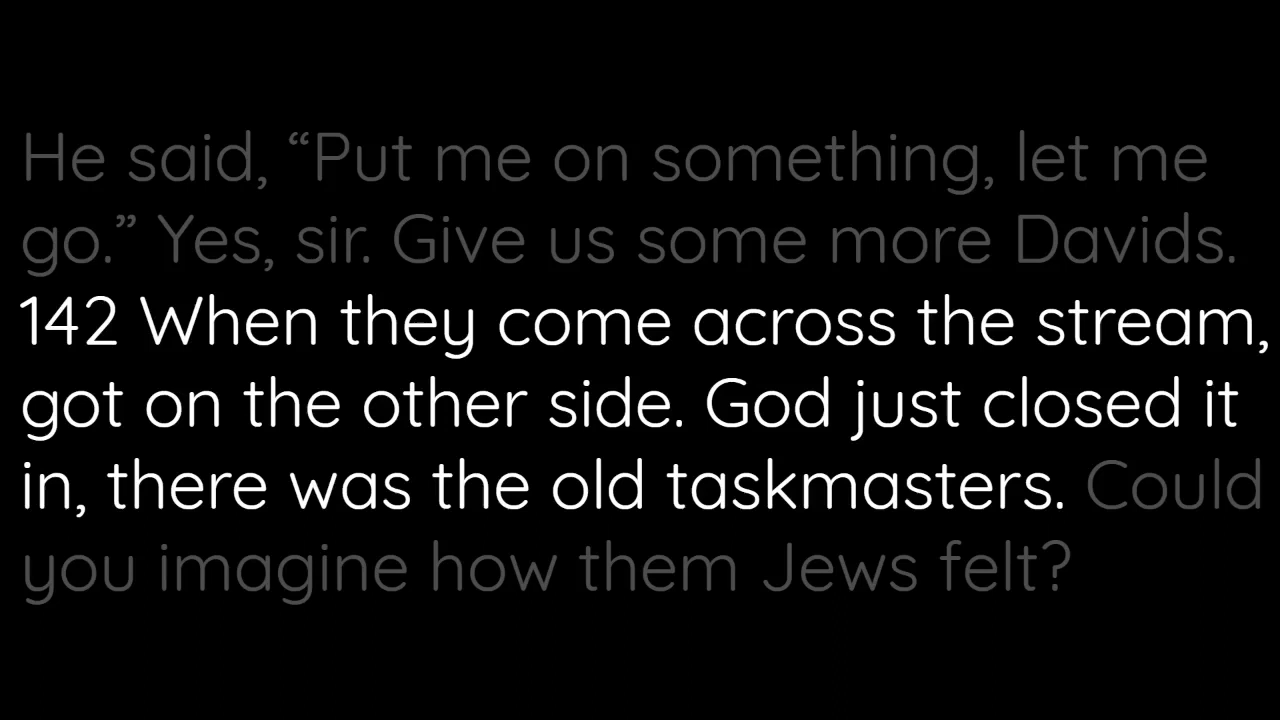 He said, “Put me on something, let me
go.” Yes, sir. Give us some more Davids.
142 When they come across the stream,
got on the other side. God just closed it
in, there was the old taskmasters. Could
you imagine how them Jews felt?